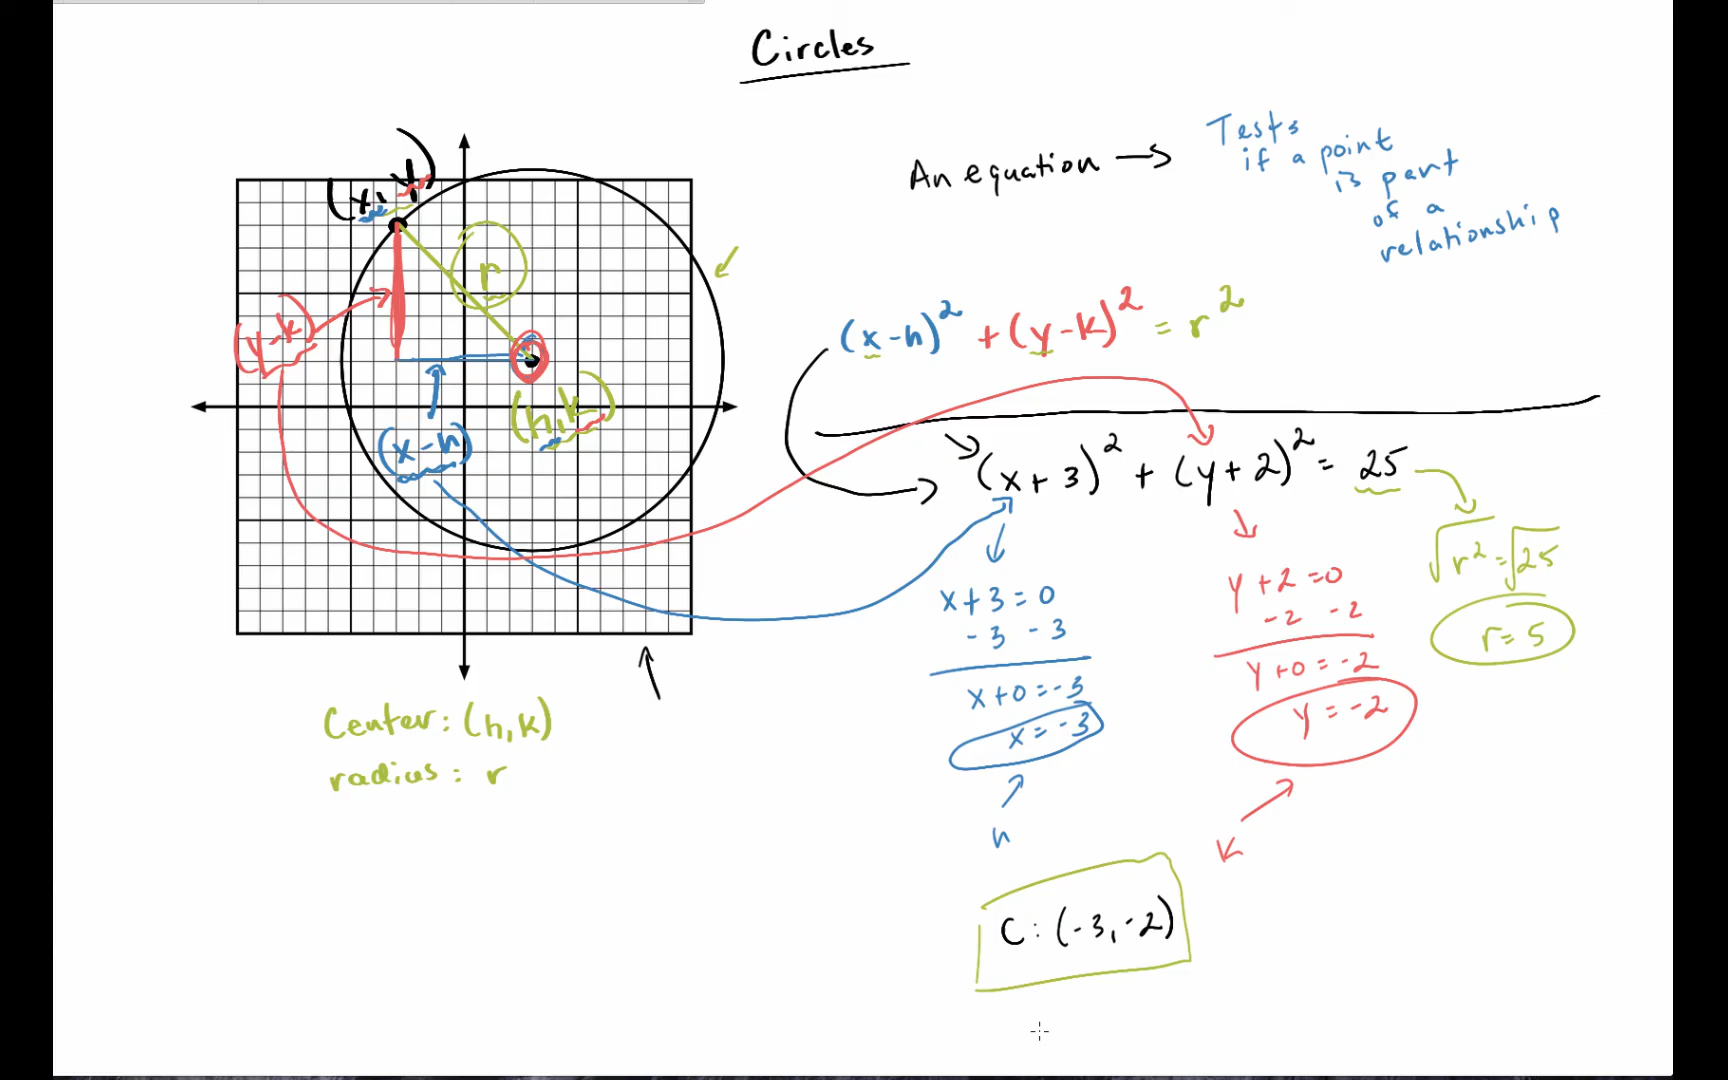 Circles
An equation →
Tests
if a point
is part
of a
relationship
(x, y)
r
(y-k)
(h,k)
(x-h)
(x-h)² + (y-k)² = r²
(x+3)² + (y+2)² = 25
√r² = √25
r = 5
x+3 = 0
-3 -3
x+0 = -3
x = -3
h
y+2 = 0
-2 -2
y+0 = -2
y = -2
k
Center: (h,k)
radius: r
C: (-3,-2)